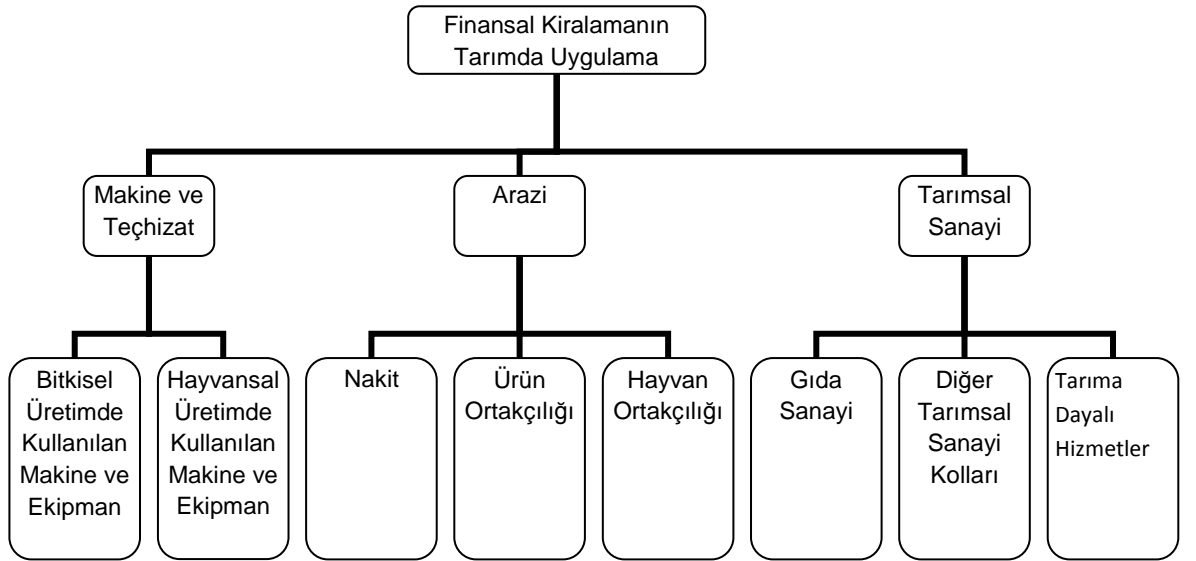 Finansal Kiralamanın
Tarımda Uygulama
Makine ve
Teçhizat
Arazi
Tarımsal
Sanayi
Bitkisel
Üretimde
Kullanılan
Makine ve
Ekipman
Hayvansal
Üretimde
Kullanılan
Makine ve
Ekipman
Nakit
Ürün
Ortakçılığı
Hayvan
Ortakçılığı
Gıda
Sanayi
Diğer
Tarımsal
Sanayi
Kolları
Tarıma
Dayalı
Hizmetler